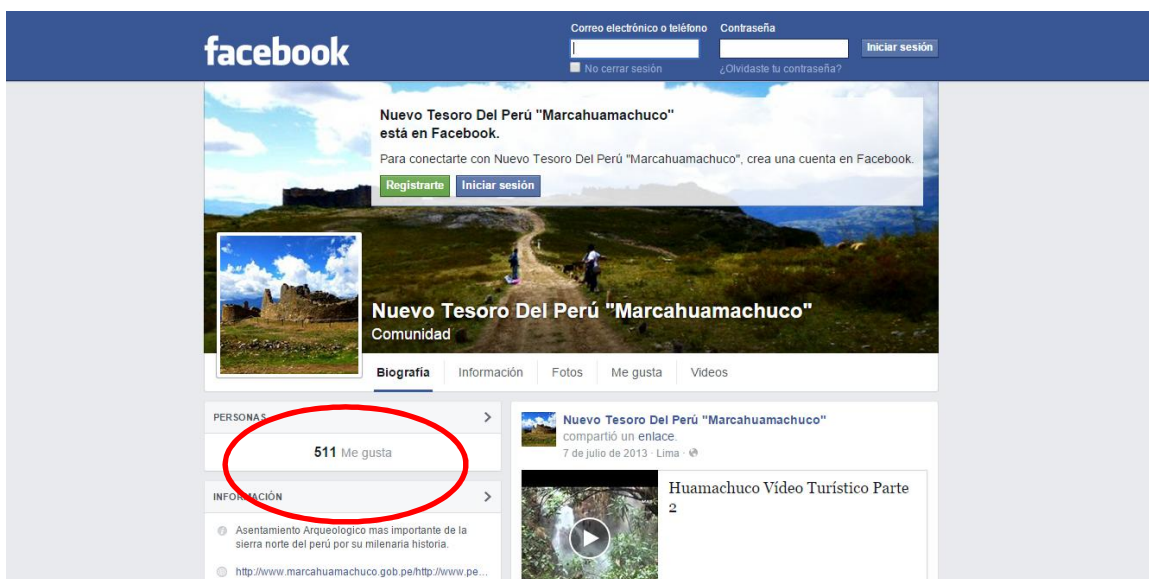 facebook
Correo electrónico o teléfono
Contraseña
Iniciar sesión
No cerrar sesión
¿Olvidaste tu contraseña?
Nuevo Tesoro Del Perú "Marcahuamachuco"
está en Facebook.
Para conectarte con Nuevo Tesoro Del Perú "Marcahuamachuco", crea una cuenta en Facebook.
Registrarte
Iniciar sesión
Nuevo Tesoro Del Perú "Marcahuamachuco"
Comunidad
Biografía
Información
Fotos
Me gusta
Videos
PERSONAS
511 Me gusta
INFORMACIÓN
Asentamiento Arqueologico mas importante de la
sierra norte del perú por su milenaria historia.
http://www.marcahuamachuco.gob.pe/http://www.pe...
Nuevo Tesoro Del Perú "Marcahuamachuco"
compartió un enlace.
7 de julio de 2013 · Lima ·
Huamachuco Vídeo Turístico Parte
2